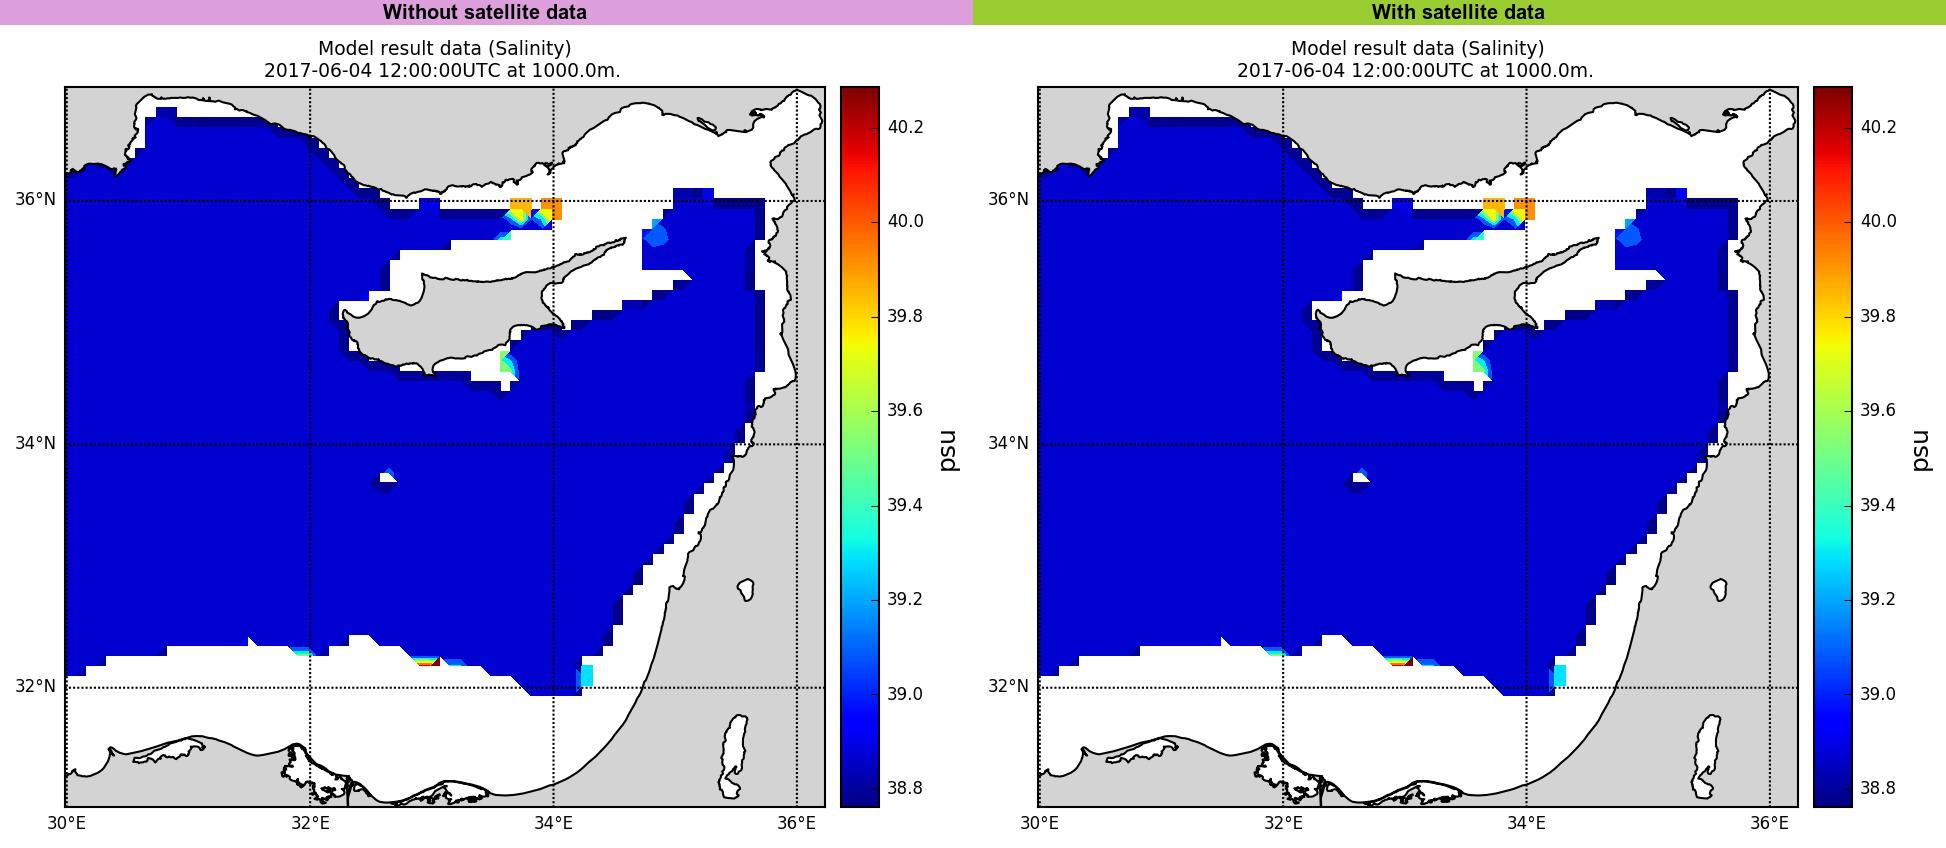 Without satellite data
With satellite data
Model result data (Salinity)
2017-06-04 12:00:00UTC at 1000.0m.
36°N
34°N
32°N
30°E
32°E
34°E
36°E
40.2
40.0
39.8
39.6
39.4
39.2
39.0
38.8
psu
Model result data (Salinity)
2017-06-04 12:00:00UTC at 1000.0m.
36°N
34°N
32°N
30°E
32°E
34°E
36°E
40.2
40.0
39.8
39.6
39.4
39.2
39.0
38.8
psu